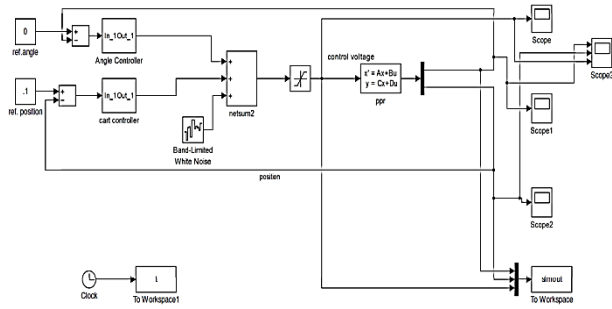 0
ref.angle
+
−
In_1Out_1
Angle Controller
.1
ref. position
+
−
In_1Out_1
cart controller
+
+
+
netsum2
Band-Limited
White Noise
control voltage
x' = Ax+Bu
y = Cx+Du
ppr
Scope
Scope3
Scope1
Scope2
positen
Clock
t
To Workspace1
simout
To Workspace